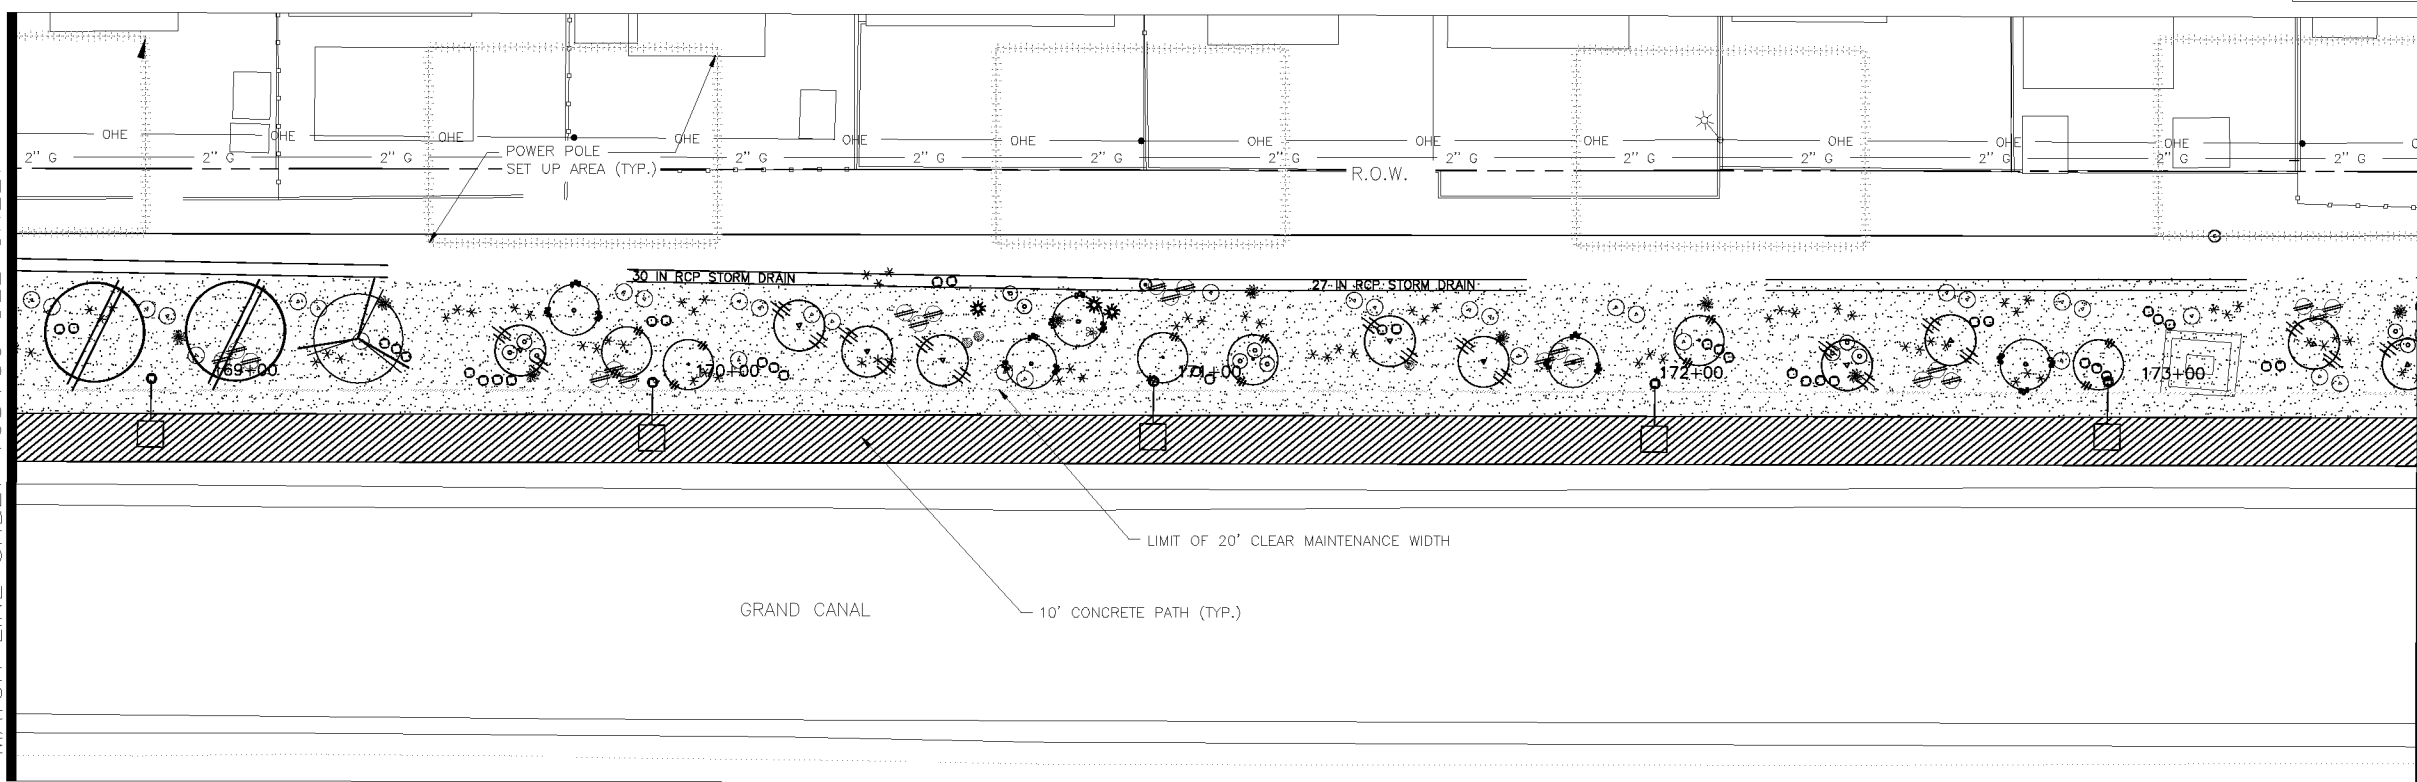 OHE OHE OHE OHE OHE OHE OHE OHE OHE OHE OHE OHE
2" G 2" G 2" G 2" G 2" G 2" G 2" G 2" G 2" G 2" G 2" G 2" G 2" G
POWER POLE
SET UP AREA (TYP.)
R.O.W.
30 IN RCP STORM DRAIN
27 IN RCP STORM DRAIN
169+00 170+00 171+00 172+00 173+00
LIMIT OF 20' CLEAR MAINTENANCE WIDTH
GRAND CANAL
10' CONCRETE PATH (TYP.)